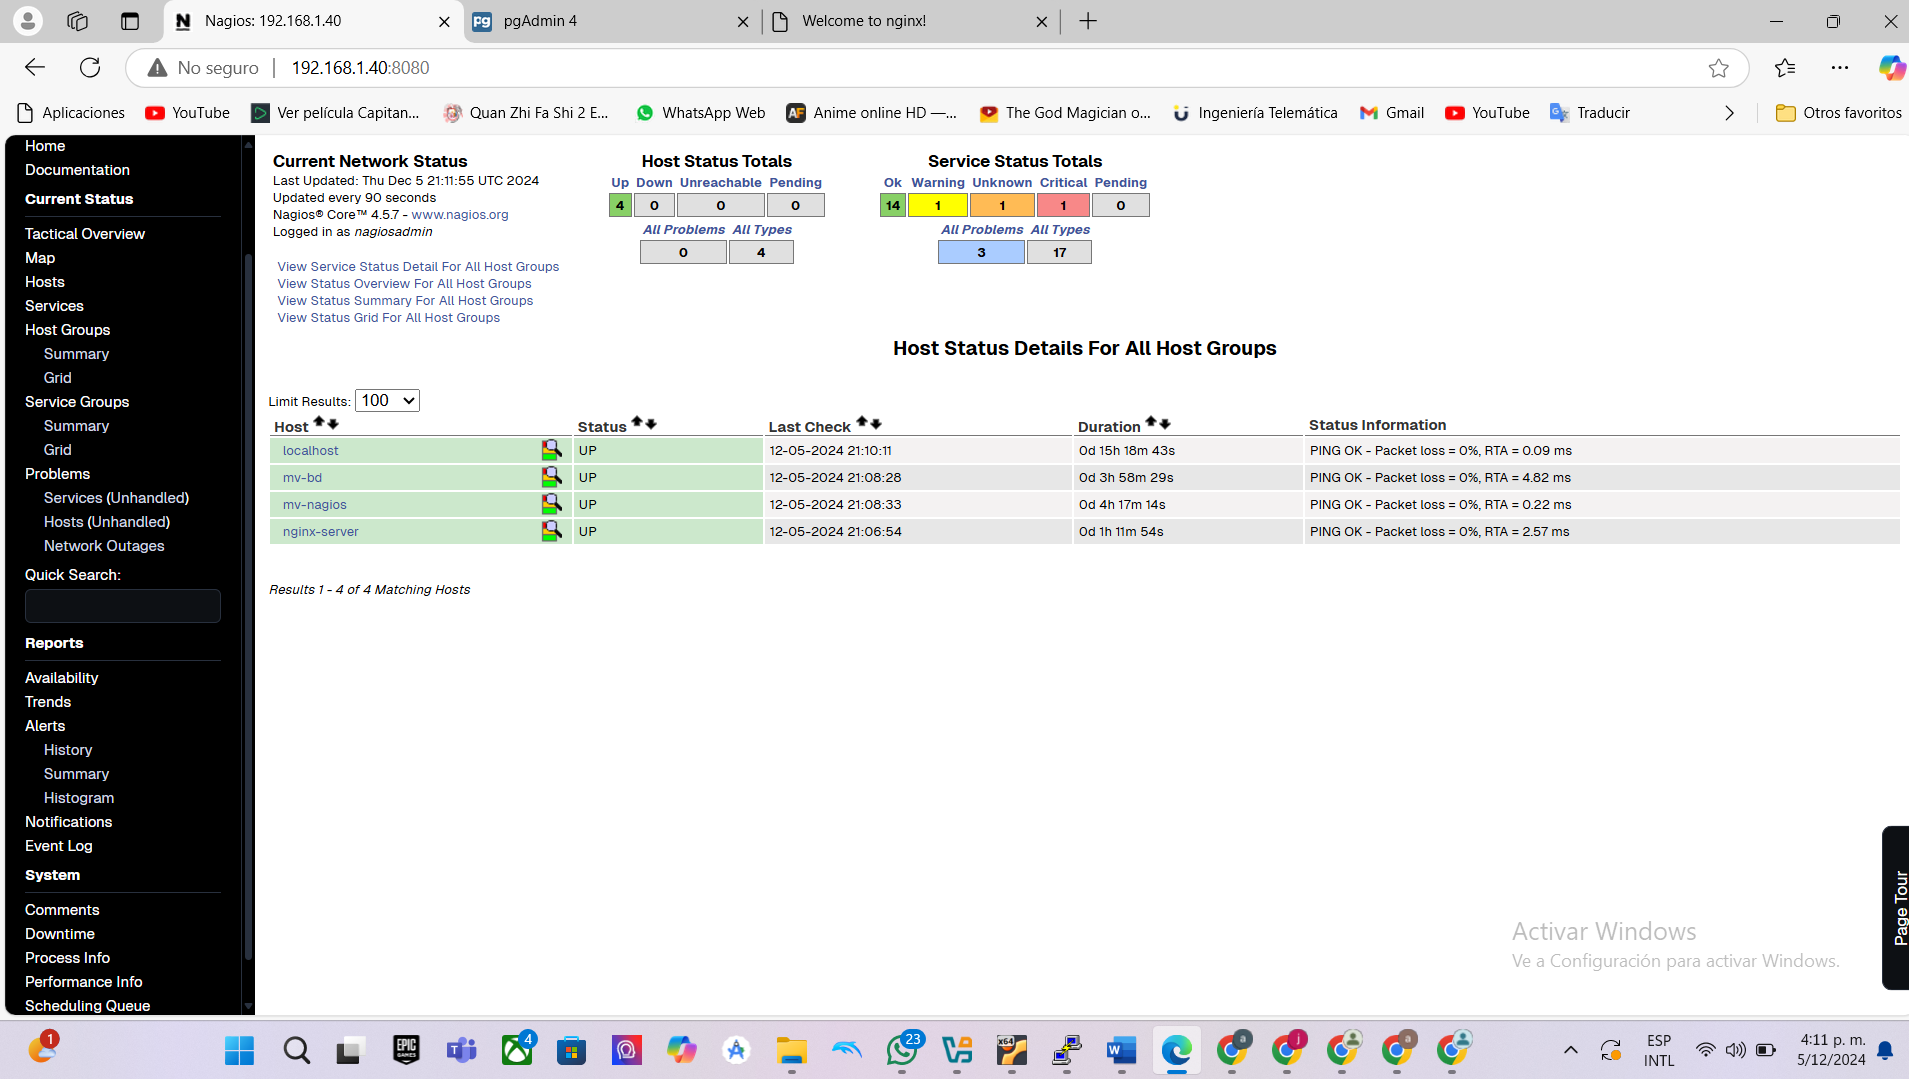 Nagios: 192.168.1.40
pgAdmin 4
Welcome to nginx!
No seguro
192.168.1.40:8080
Aplicaciones
YouTube
Ver película Capitan...
Quan Zhi Fa Shi 2 E...
WhatsApp Web
Anime online HD —...
The God Magician o...
Ingeniería Telemática
Gmail
YouTube
Traducir
Otros favoritos
Home
Documentation
Current Status
Tactical Overview
Map
Hosts
Services
Host Groups
Summary
Grid
Service Groups
Summary
Grid
Problems
Services (Unhandled)
Hosts (Unhandled)
Network Outages
Quick Search:
Reports
Availability
Trends
Alerts
History
Summary
Histogram
Notifications
Event Log
System
Comments
Downtime
Process Info
Performance Info
Scheduling Queue
Current Network Status
Last Updated: Thu Dec 5 21:11:55 UTC 2024
Updated every 90 seconds
Nagios® Core™ 4.5.7 - www.nagios.org
Logged in as nagiosadmin
View Service Status Detail For All Host Groups
View Status Overview For All Host Groups
View Status Summary For All Host Groups
View Status Grid For All Host Groups
Host Status Totals
Up Down Unreachable Pending
4 0 0 0
All Problems All Types
0 4
Service Status Totals
Ok Warning Unknown Critical Pending
14 1 1 1 0
All Problems All Types
3 17
Host Status Details For All Host Groups
Limit Results: 100
Host Status Last Check Duration Status Information
localhost UP 12-05-2024 21:10:11 0d 15h 18m 43s PING OK - Packet loss = 0%, RTA = 0.09 ms
mv-bd UP 12-05-2024 21:08:28 0d 3h 58m 29s PING OK - Packet loss = 0%, RTA = 4.82 ms
mv-nagios UP 12-05-2024 21:08:33 0d 4h 17m 14s PING OK - Packet loss = 0%, RTA = 0.22 ms
nginx-server UP 12-05-2024 21:06:54 0d 1h 11m 54s PING OK - Packet loss = 0%, RTA = 2.57 ms
Results 1 - 4 of 4 Matching Hosts
Page Tour
Activar Windows
Ve a Configuración para activar Windows.
1
EPIC GAMES
4
23
x64
W
a
j
a
ESP
INTL
4:11 p. m.
5/12/2024